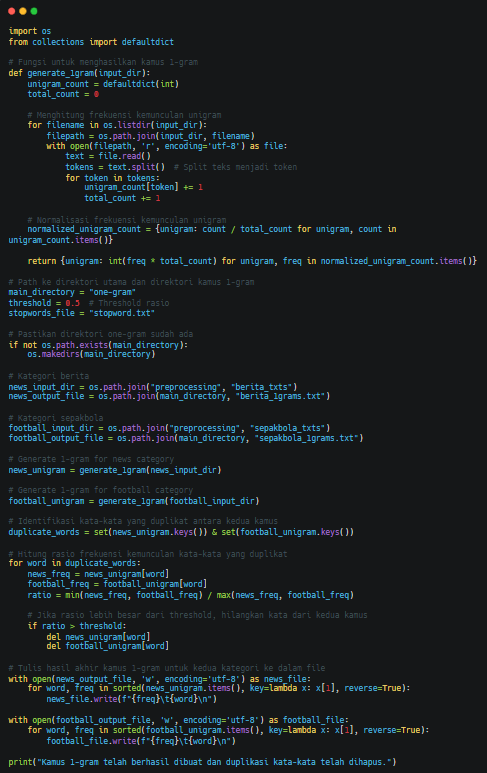 import os
from collections import defaultdict

# Fungsi untuk menghasilkan kamus 1-gram
def generate_1gram(input_dir):
    unigram_count = defaultdict(int)
    total_count = 0

    # Menghitung frekuensi kemunculan unigram
    for filename in os.listdir(input_dir):
        filepath = os.path.join(input_dir, filename)
        with open(filepath, 'r', encoding='utf-8') as file:
            text = file.read()
            tokens = text.split()  # Split teks menjadi token
            for token in tokens:
                unigram_count[token] += 1
                total_count += 1

    # Normalisasi frekuensi kemunculan unigram
    normalized_unigram_count = {unigram: count / total_count for unigram, count in
unigram_count.items()}

    return {unigram: int(freq * total_count) for unigram, freq in normalized_unigram_count.items()}

# Path ke direktori utama dan direktori kamus 1-gram
main_directory = "one-gram"
threshold = 0.5  # Threshold rasio
stopwords_file = "stopword.txt"

# Pastikan direktori one-gram sudah ada
if not os.path.exists(main_directory):
    os.makedirs(main_directory)

# Kategori berita
news_input_dir = os.path.join("preprocessing", "berita_txts")
news_output_file = os.path.join(main_directory, "berita_1grams.txt")

# Kategori sepakbola
football_input_dir = os.path.join("preprocessing", "sepakbola_txts")
football_output_file = os.path.join(main_directory, "sepakbola_1grams.txt")

# Generate 1-gram for news category
news_unigram = generate_1gram(news_input_dir)

# Generate 1-gram for football category
football_unigram = generate_1gram(football_input_dir)

# Identifikasi kata-kata yang duplikat antara kedua kamus
duplicate_words = set(news_unigram.keys()) & set(football_unigram.keys())

# Hitung rasio frekuensi kemunculan kata-kata yang duplikat
for word in duplicate_words:
    news_freq = news_unigram[word]
    football_freq = football_unigram[word]
    ratio = min(news_freq, football_freq) / max(news_freq, football_freq)

    # Jika rasio lebih besar dari threshold, hilangkan kata dari kedua kamus
    if ratio > threshold:
        del news_unigram[word]
        del football_unigram[word]

# Tulis hasil akhir kamus 1-gram untuk kedua kategori ke dalam file
with open(news_output_file, 'w', encoding='utf-8') as news_file:
    for word, freq in sorted(news_unigram.items(), key=lambda x: x[1], reverse=True):
        news_file.write(f"{freq}\t{word}\n")

with open(football_output_file, 'w', encoding='utf-8') as football_file:
    for word, freq in sorted(football_unigram.items(), key=lambda x: x[1], reverse=True):
        football_file.write(f"{freq}\t{word}\n")

print("Kamus 1-gram telah berhasil dibuat dan duplikasi kata-kata telah dihapus.")